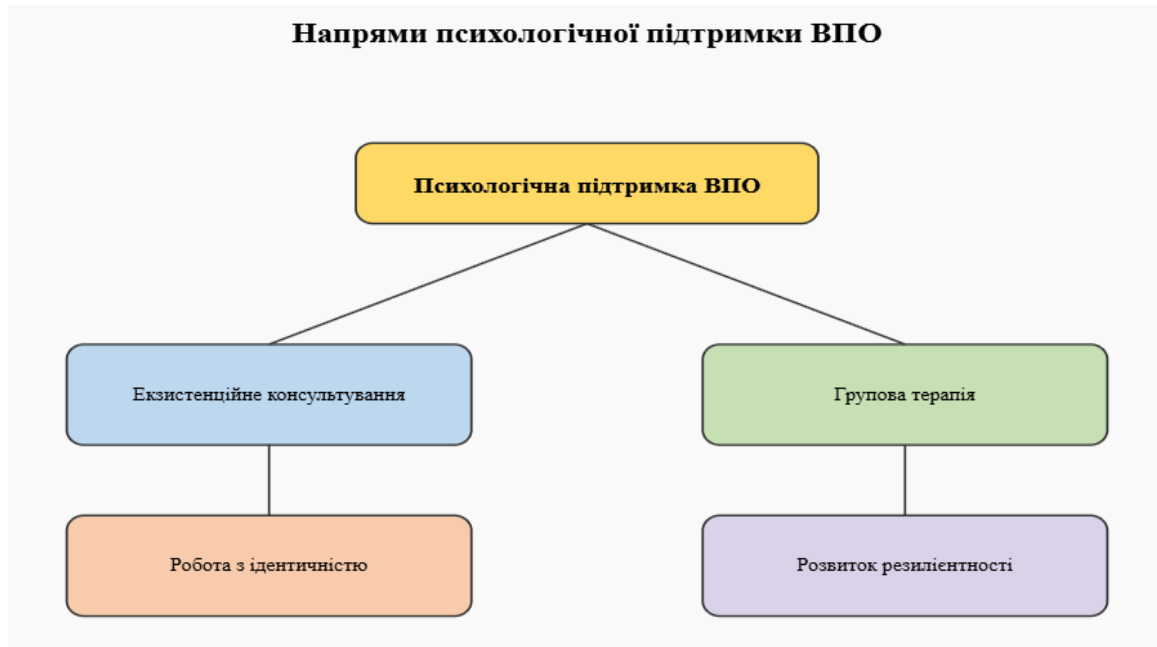 Напрями психологічної підтримки ВПО
Психологічна підтримка ВПО
Екзистенційне консультування
Групова терапія
Робота з ідентичністю
Розвиток резилієнтності